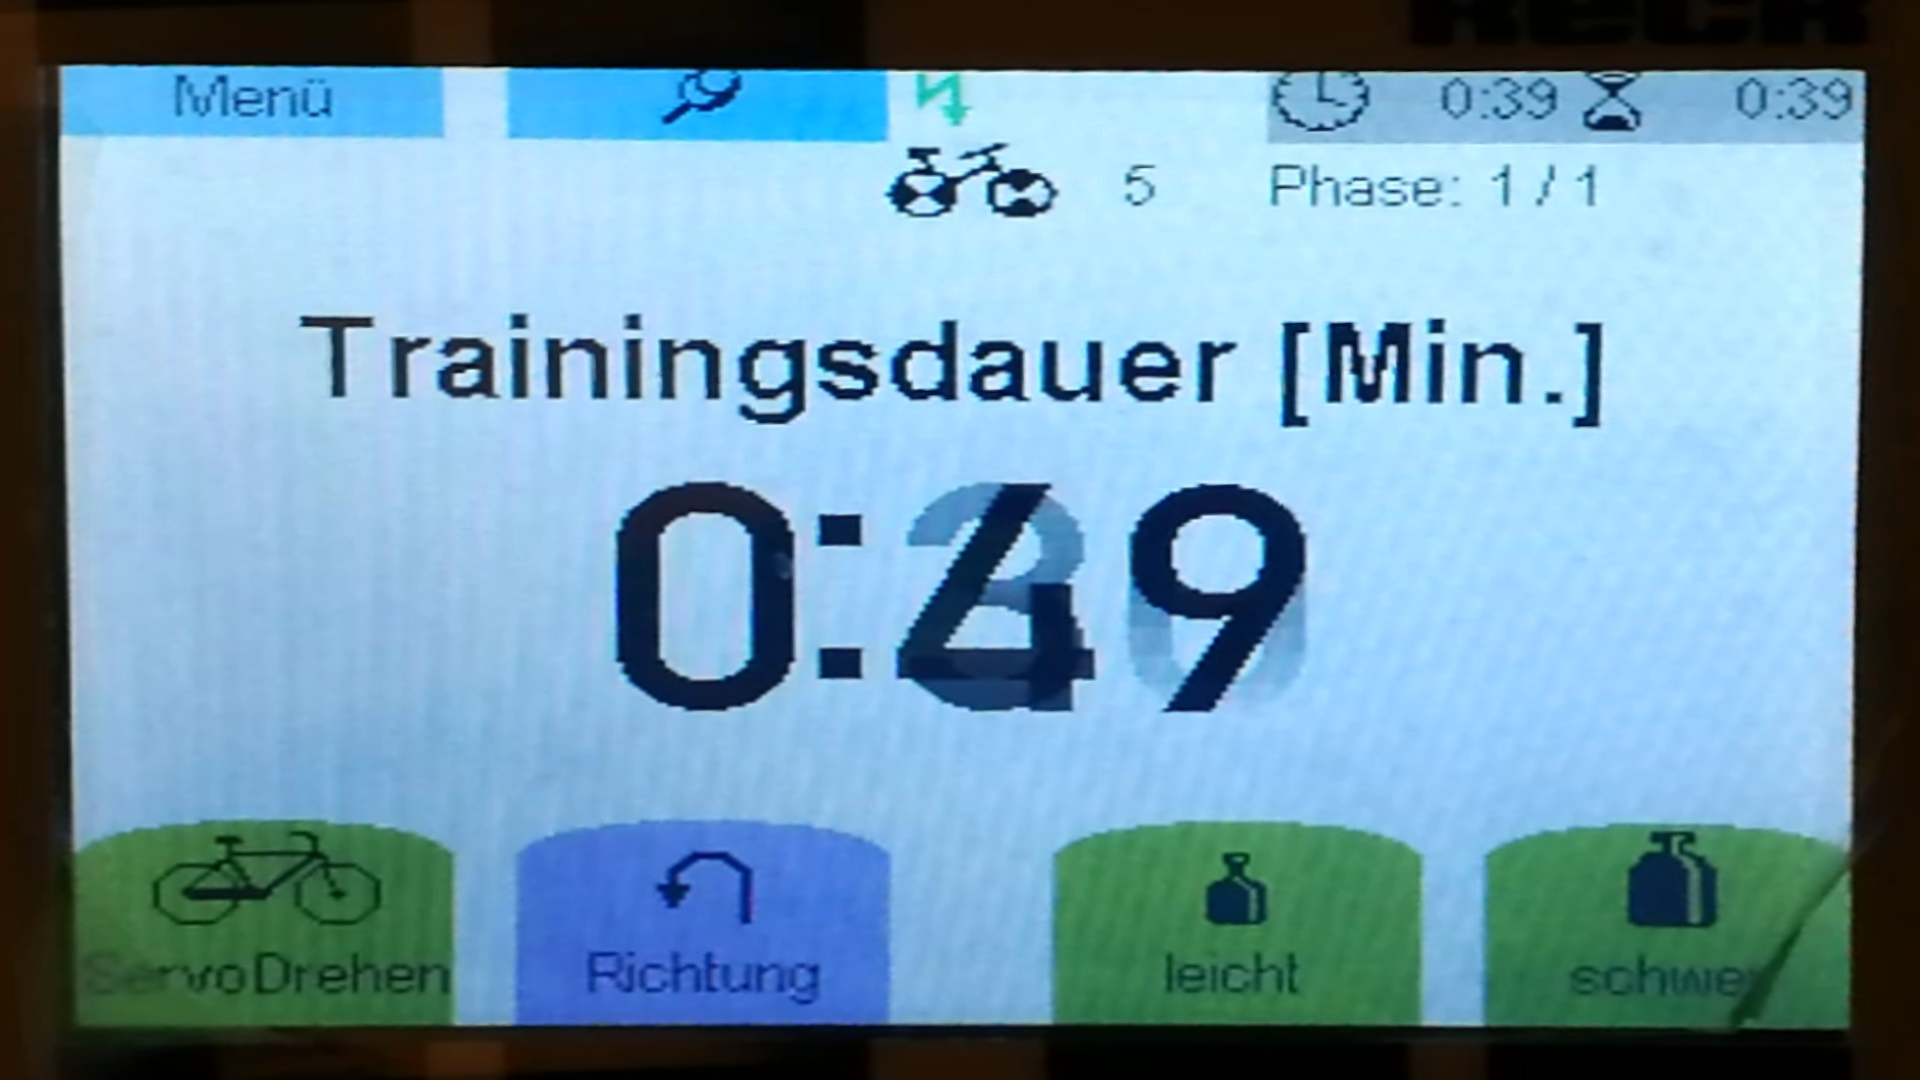 Menü
0:39 0:39
5 Phase: 1 / 1
Trainingsdauer [Min.]
ServoDrehen Richtung leicht